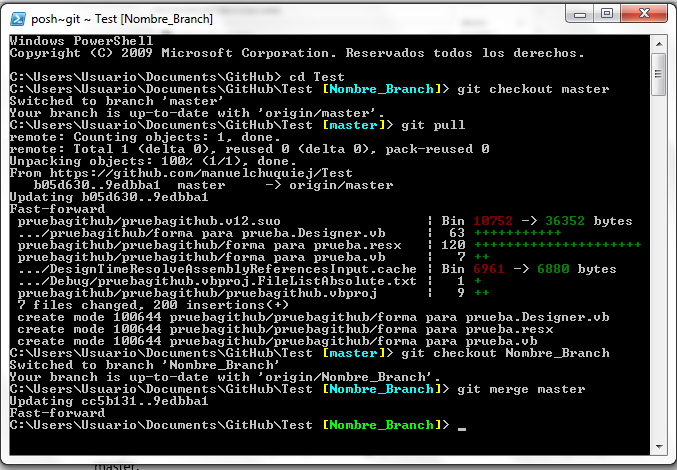 posh~git ~ Test [Nombre_Branch]
Windows PowerShell
Copyright (C) 2009 Microsoft Corporation. Reservados todos los derechos.
C:\Users\Usuario\Documents\GitHub> cd Test
C:\Users\Usuario\Documents\GitHub\Test [Nombre_Branch]> git checkout master
Switched to branch 'master'
Your branch is up-to-date with 'origin/master'.
C:\Users\Usuario\Documents\GitHub\Test [master]> git pull
remote: Counting objects: 1, done.
remote: Total 1 (delta 0), reused 0 (delta 0), pack-reused 0
Unpacking objects: 100% (1/1), done.
From https://github.com/manuelchuquiej/Test
   b05d630..9edbba1  master     -> origin/master
Updating b05d630..9edbba1
Fast-forward
 pruebagithub/pruebagithub.v12.suo                  | Bin 10752 -> 36352 bytes
 .../pruebagithub/forma para prueba.Designer.vb     |  63 +++++++++++
 pruebagithub/pruebagithub/forma para prueba.resx   | 120 +++++++++++++++++++++
 pruebagithub/pruebagithub/forma para prueba.vb     |   7 ++
 .../DesignTimeResolveAssemblyReferencesInput.cache | Bin 6961 -> 6880 bytes
 .../Debug/pruebagithub.vbproj.FileListAbsolute.txt |   1 +
 pruebagithub/pruebagithub/pruebagithub.vbproj      |   9 ++
 7 files changed, 200 insertions(+)
 create mode 100644 pruebagithub/pruebagithub/forma para prueba.Designer.vb
 create mode 100644 pruebagithub/pruebagithub/forma para prueba.resx
 create mode 100644 pruebagithub/pruebagithub/forma para prueba.vb
C:\Users\Usuario\Documents\GitHub\Test [master]> git checkout Nombre_Branch
Switched to branch 'Nombre_Branch'
Your branch is up-to-date with 'origin/Nombre_Branch'.
C:\Users\Usuario\Documents\GitHub\Test [Nombre_Branch]> git merge master
Updating cc5b131..9edbba1
Fast-forward
C:\Users\Usuario\Documents\GitHub\Test [Nombre_Branch]> _
master.